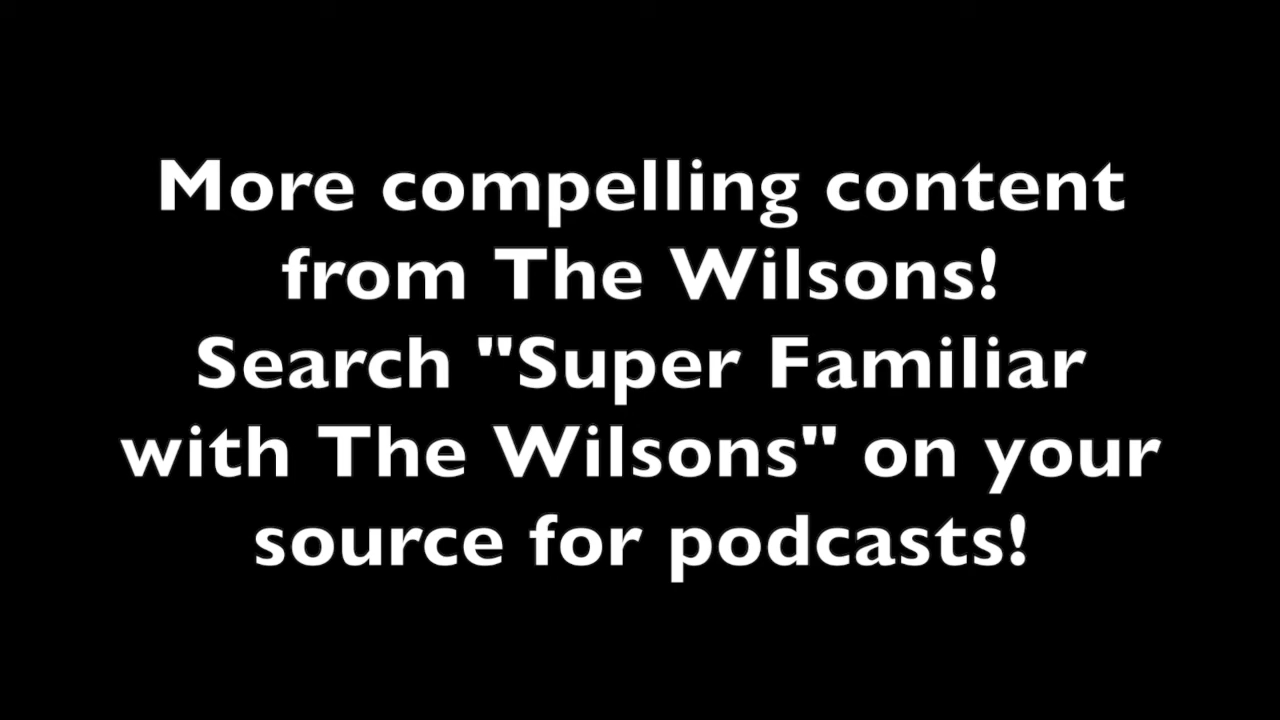 More compelling content
from The Wilsons!
Search "Super Familiar
with The Wilsons" on your
source for podcasts!